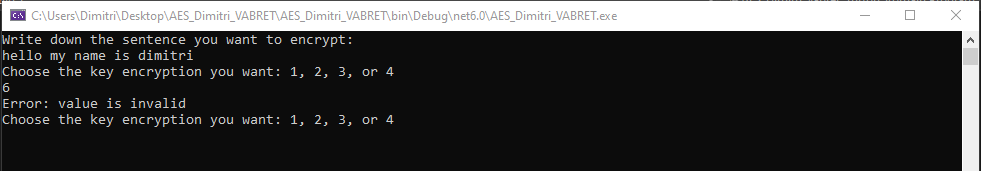 C:\Users\Dimitri\Desktop\AES_Dimitri_VABRET\AES_Dimitri_VABRET\bin\Debug\net6.0\AES_Dimitri_VABRET.exe
Write down the sentence you want to encrypt:
hello my name is dimitri
Choose the key encryption you want: 1, 2, 3, or 4
6
Error: value is invalid
Choose the key encryption you want: 1, 2, 3, or 4